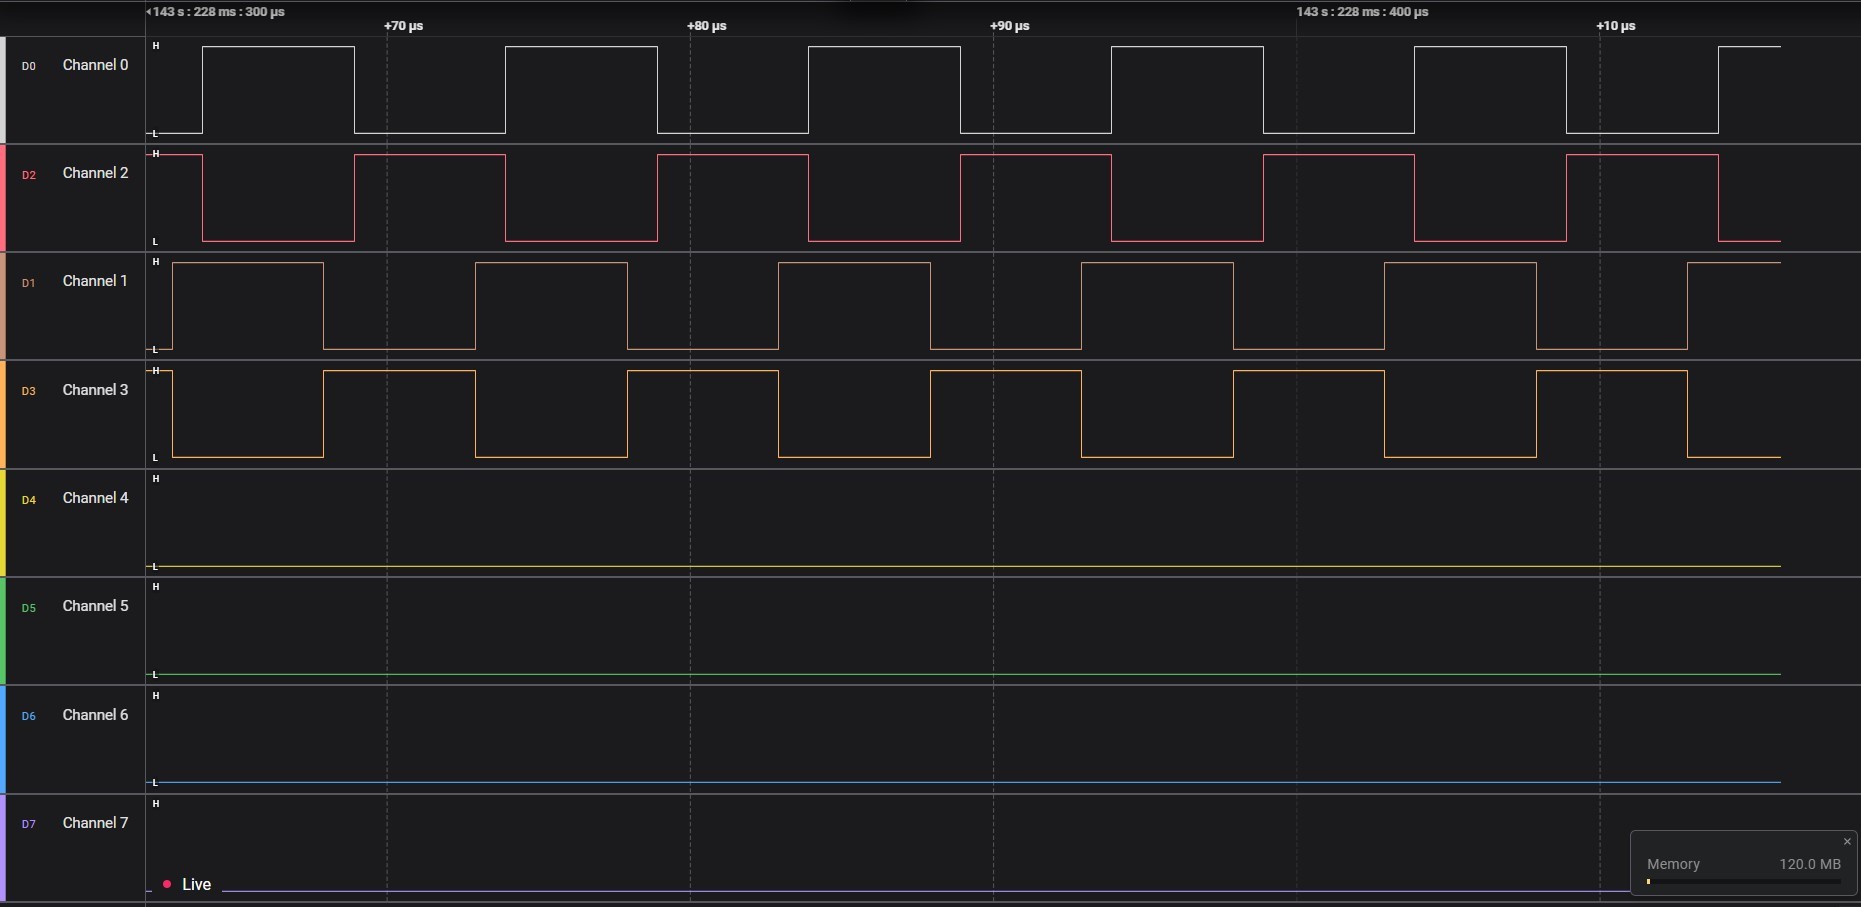 143 s : 228 ms : 300 µs
143 s : 228 ms : 400 µs
+70 µs
+80 µs
+90 µs
+10 µs
D0 Channel 0
H
L
D2 Channel 2
H
L
D1 Channel 1
H
L
D3 Channel 3
H
L
D4 Channel 4
H
L
D5 Channel 5
H
L
D6 Channel 6
H
L
D7 Channel 7
H
Live
×
Memory 120.0 MB